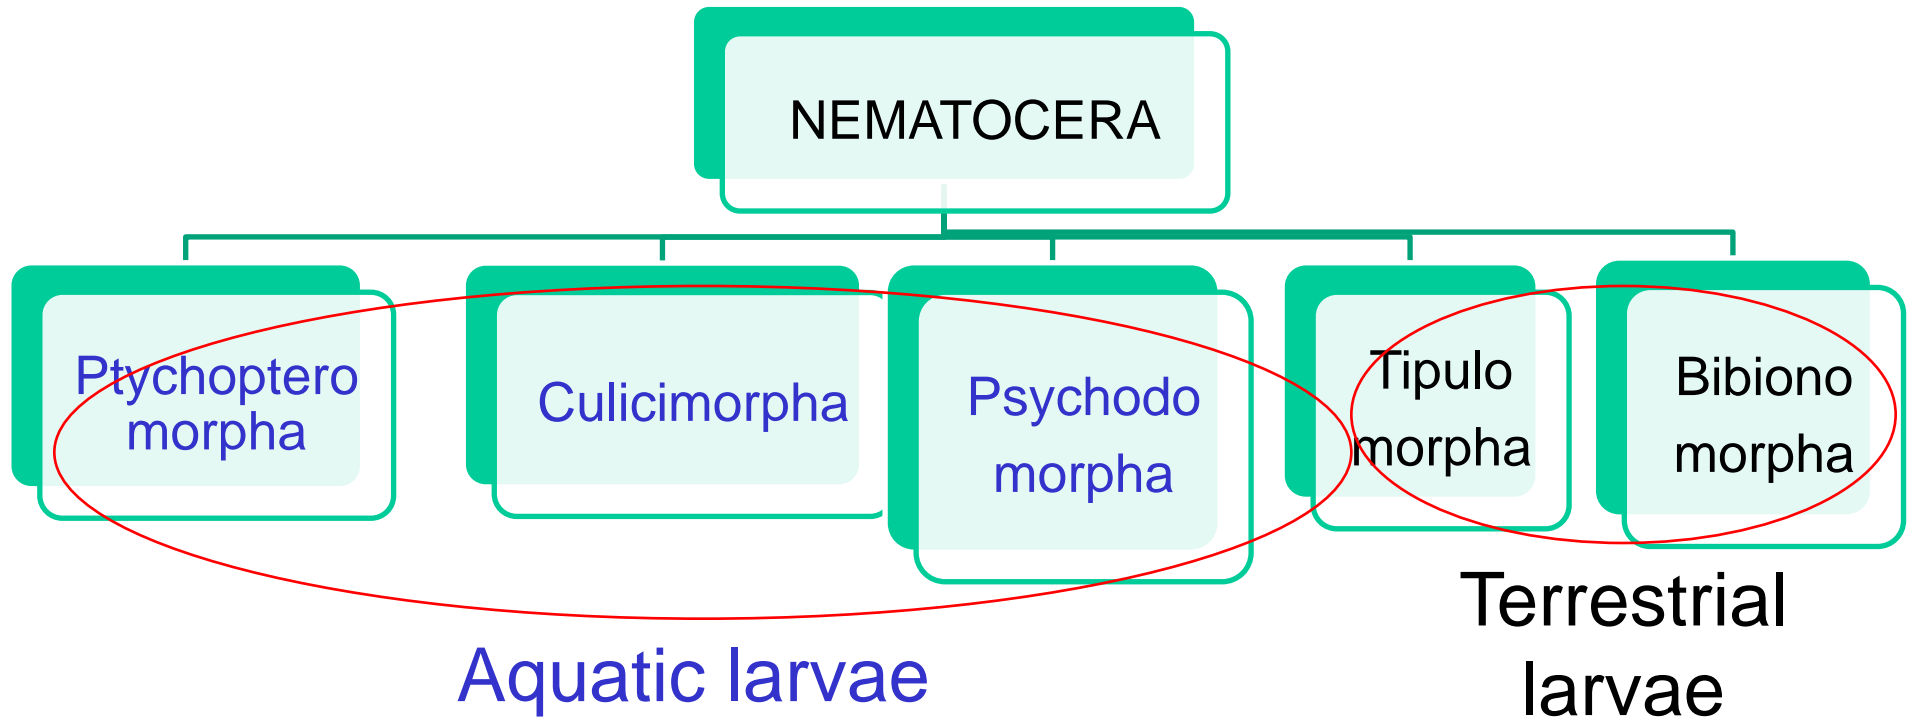 NEMATOCERA
Ptychoptero
morpha
Culicimorpha
Psychodo
morpha
Tipulo
morpha
Bibiono
morpha
Aquatic larvae
Terrestrial
larvae